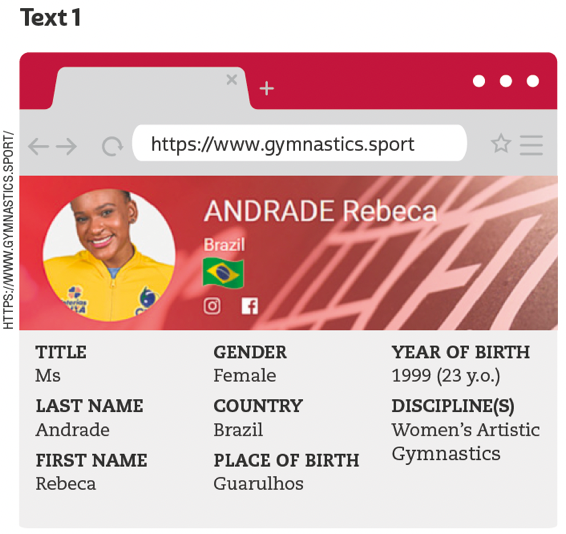 Text 1
https://www.gymnastics.sport
HTTPS://WWW.GYMNASTICS.SPORT/
ANDRADE Rebeca
Brazil
TITLE
Ms
LAST NAME
Andrade
FIRST NAME
Rebeca
GENDER
Female
COUNTRY
Brazil
PLACE OF BIRTH
Guarulhos
YEAR OF BIRTH
1999 (23 y.o.)
DISCIPLINE(S)
Women's Artistic
Gymnastics